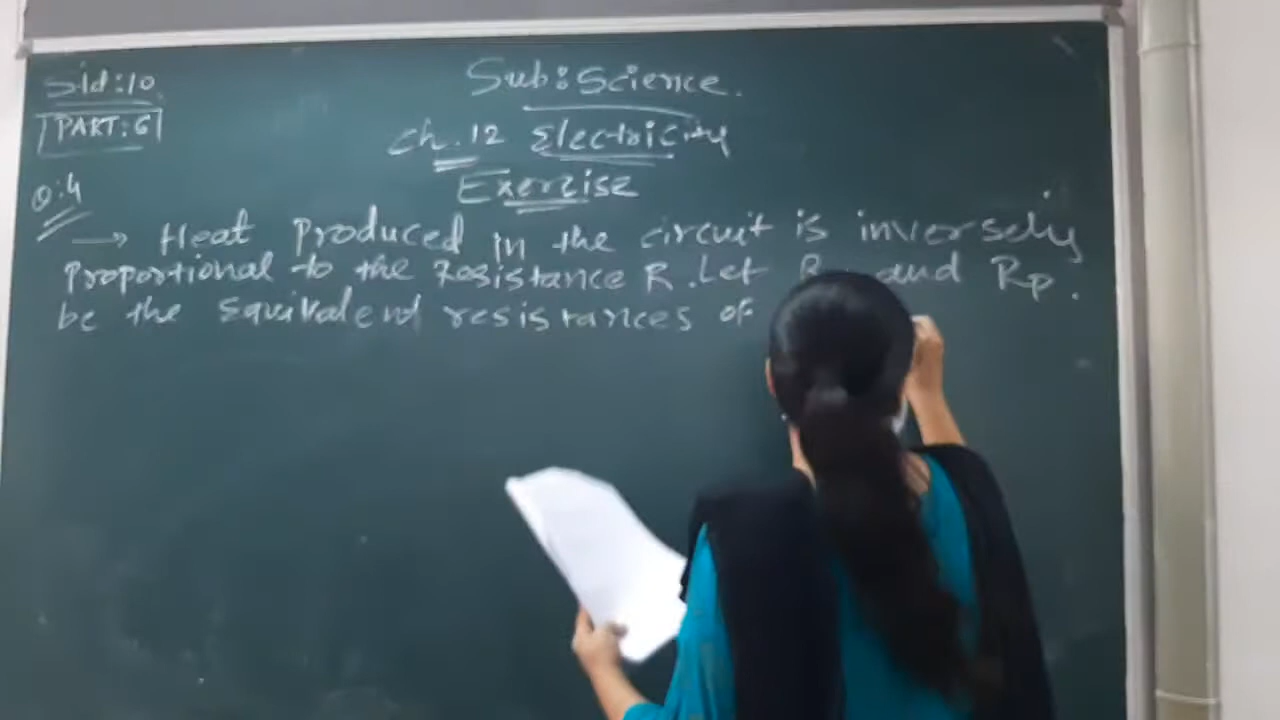 Std:10
Sub:Science.
PART:6
Ch.12 Electricity
Exercise
Q:4
→ Heat Produced in the circuit is inversely
Proportional to the Resistance R. Let and Rp.
be the Equivalent resistances of